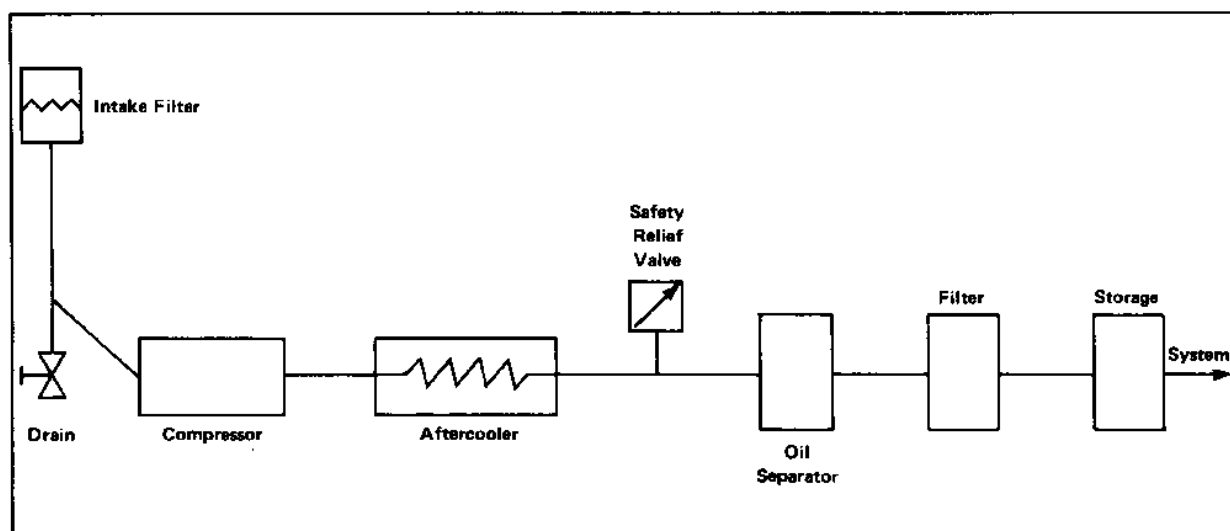 Intake Filter
Safety
Relief
Valve
Filter
Storage
System
Drain
Compressor
Aftercooler
Oil
Separator